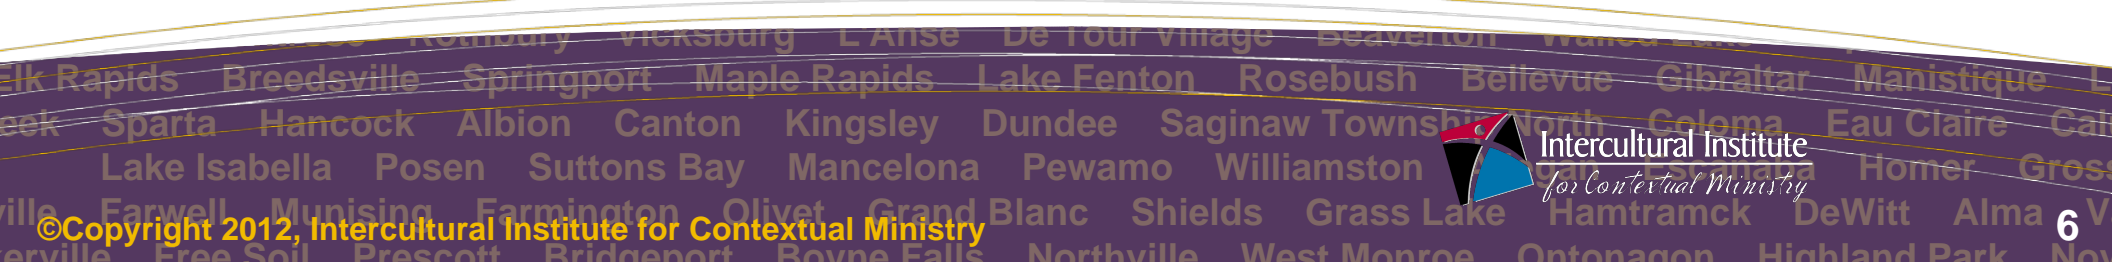 Rothbury Vicksburg L'Anse De Tour Village Beaverton Walled Lake
Elk Rapids Breedsville Springport Maple Rapids Lake Fenton Rosebush Bellevue Gibraltar Manistique
Sparta Hancock Albion Canton Kingsley Dundee Saginaw Township North Coloma Eau Claire
Lake Isabella Posen Suttons Bay Mancelona Pewamo Williamston Escanaba Homer
Farwell Munising Farmington Olivet Grand Blanc Shields Grass Lake Hamtramck DeWitt Alma
Free Soil Prescott Bridgeport Boyne Falls Northville West Monroe Ontonagon Highland Park
Intercultural Institute
for Contextual Ministry
©Copyright 2012, Intercultural Institute for Contextual Ministry
6